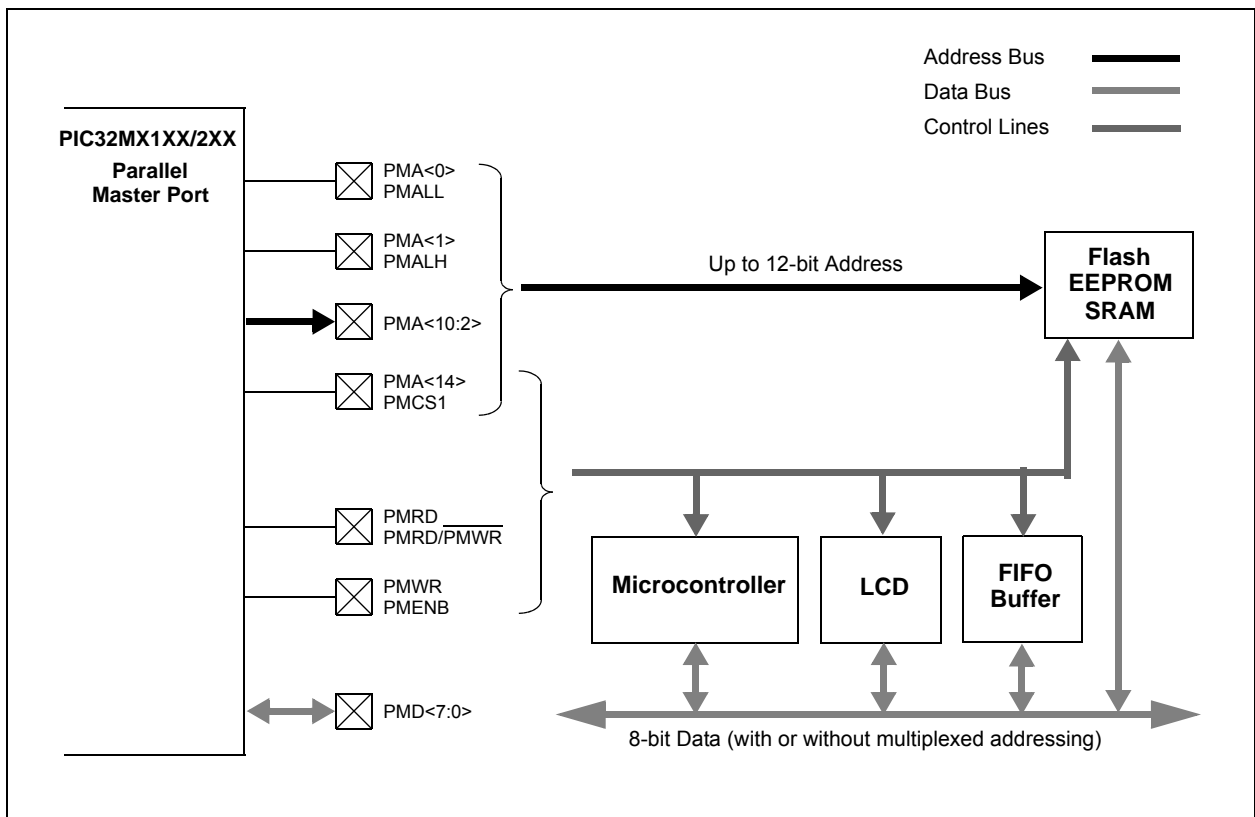 Address Bus
Data Bus
Control Lines
PIC32MX1XX/2XX
Parallel
Master Port
PMA<0>
PMALL
PMA<1>
PMALH
PMA<10:2>
PMA<14>
PMCS1
PMRD
PMRD/PMWR
PMWR
PMENB
PMD<7:0>
Up to 12-bit Address
Flash
EEPROM
SRAM
Microcontroller
LCD
FIFO
Buffer
8-bit Data (with or without multiplexed addressing)